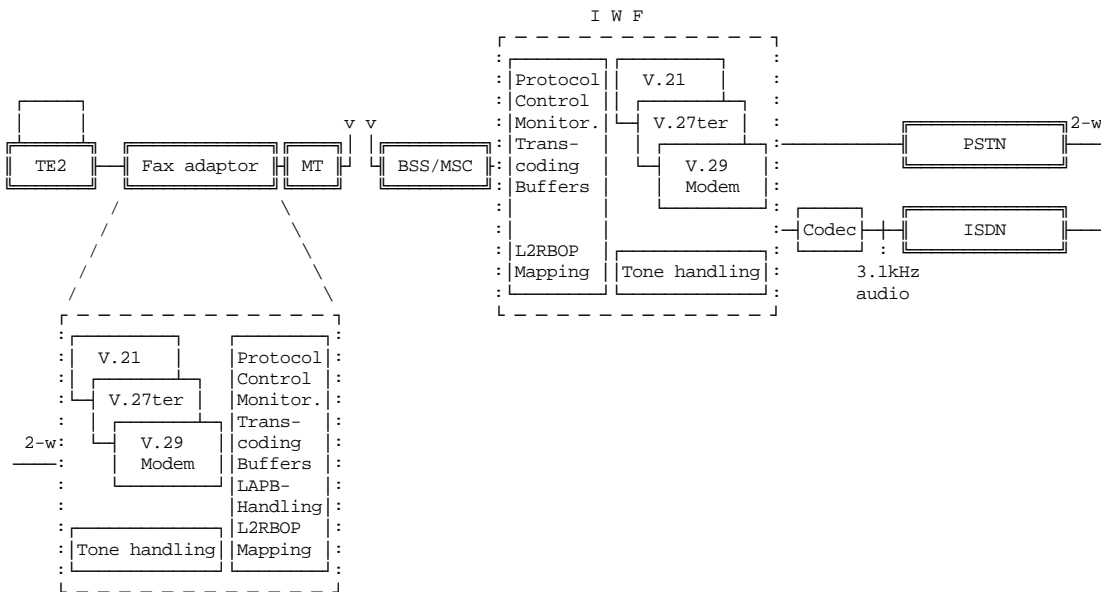 I W F
Protocol
Control
Monitor.
Trans-
coding
Buffers
L2RBOP
Mapping
V.21
V.27ter
V.29
Modem
Tone handling
TE2
Fax adaptor
MT
v v
BSS/MSC
PSTN
2-w
Codec
ISDN
3.1kHz
audio
V.21
V.27ter
V.29
Modem
2-w
Tone handling
Protocol
Control
Monitor.
Trans-
coding
Buffers
LAPB-
Handling
L2RBOP
Mapping